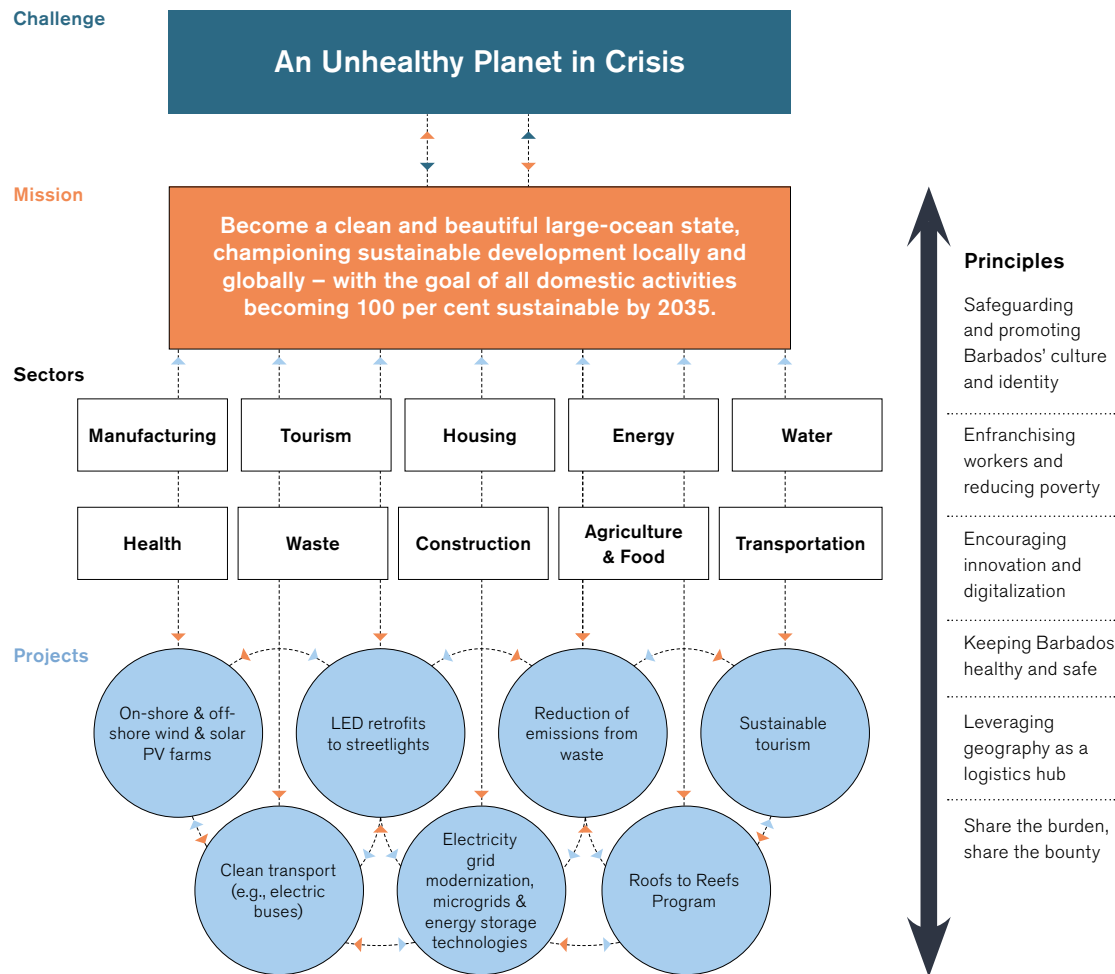 Challenge
An Unhealthy Planet in Crisis
Mission
Become a clean and beautiful large-ocean state,
championing sustainable development locally and
globally – with the goal of all domestic activities
becoming 100 per cent sustainable by 2035.
Sectors
Manufacturing
Tourism
Housing
Energy
Water
Health
Waste
Construction
Agriculture
& Food
Transportation
Projects
On-shore & off-
shore wind & solar
PV farms
LED retrofits
to streetlights
Reduction of
emissions from
waste
Sustainable
tourism
Clean transport
(e.g., electric
buses)
Electricity
grid
modernization,
microgrids &
energy storage
technologies
Roofs to Reefs
Program
Principles
Safeguarding
and promoting
Barbados' culture
and identity
Enfranchising
workers and
reducing poverty
Encouraging
innovation and
digitalization
Keeping Barbados
healthy and safe
Leveraging
geography as a
logistics hub
Share the burden,
share the bounty